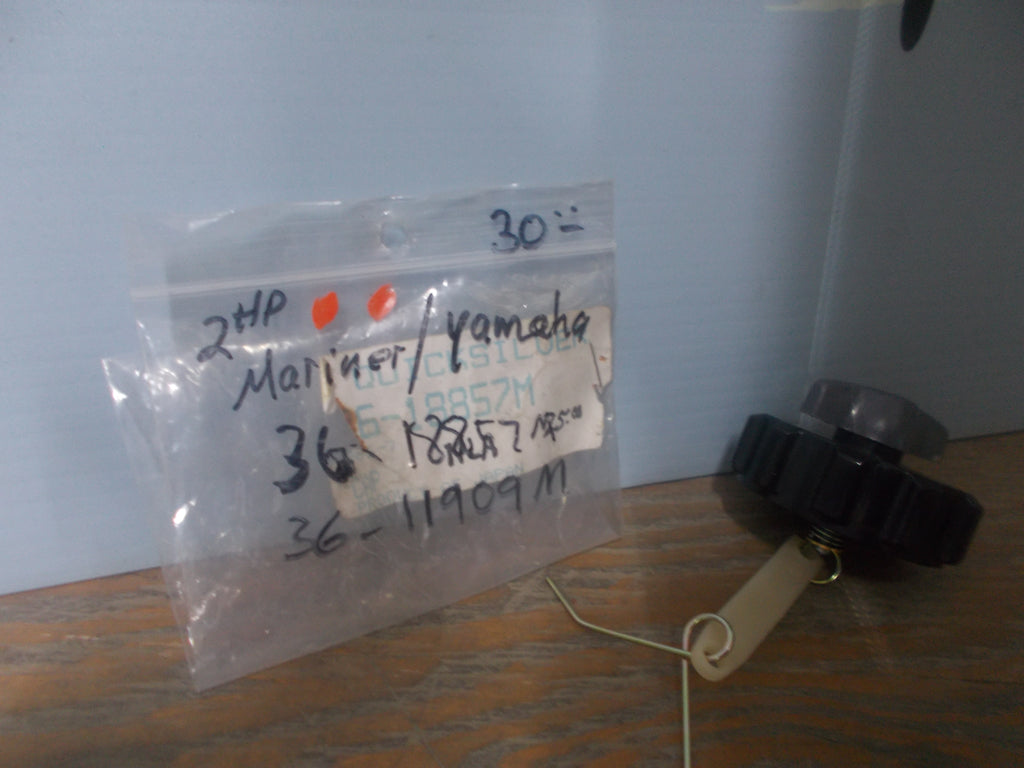 30
2HP
Mariner/Yamaha
QUICKSILVER
6-18857M
36- 18857
36-11909M